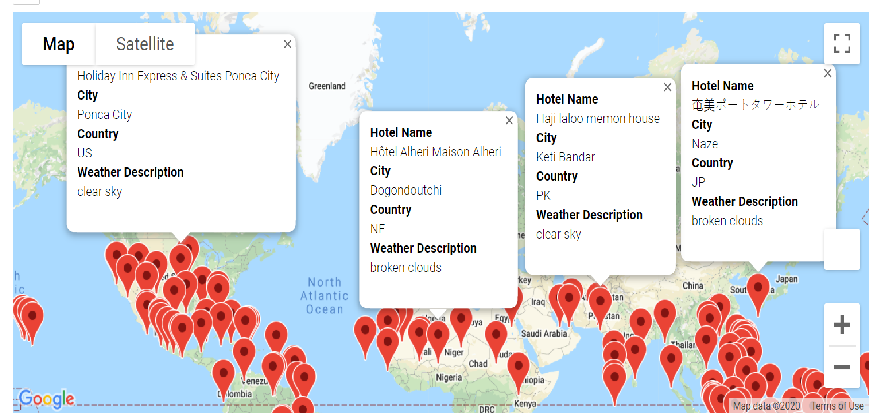 Map
Satellite
Holiday Inn Express & Suites Ponca City
City
Ponca City
Country
US
Weather Description
clear sky
Hotel Name
Hôtel Alheri Maison Alheri
City
Dogondoutchi
Country
NE
Weather Description
broken clouds
Hotel Name
Haji laloo memon house
City
Keti Bandar
Country
PK
Weather Description
clear sky
Hotel Name
奄美ポートタワーホテル
City
Naze
Country
JP
Weather Description
broken clouds
Greenland
North
Atlantic
Ocean
Iraq
Saudi Arabia
China
Japan
Niger
Chad
Nigeria
DRC
Google
Map data ©2020
Terms of Use